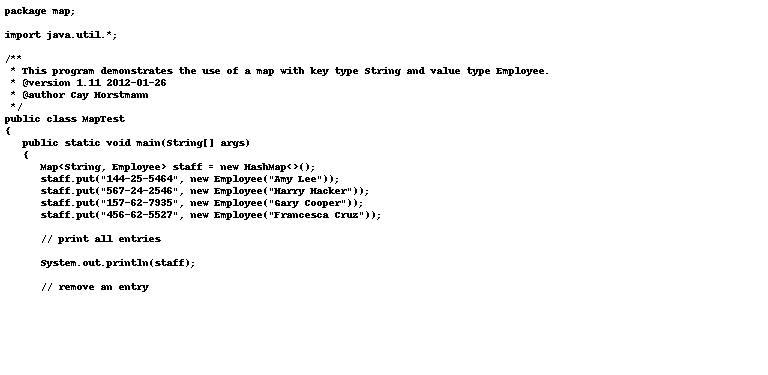 package map;

import java.util.*;

/**
 * This program demonstrates the use of a map with key type String and value type Employee.
 * @version 1.11 2012-01-26
 * @author Cay Horstmann
 */
public class MapTest
{
   public static void main(String[] args)
   {
      Map<String, Employee> staff = new HashMap<>();
      staff.put("144-25-5464", new Employee("Amy Lee"));
      staff.put("567-24-2546", new Employee("Harry Hacker"));
      staff.put("157-62-7935", new Employee("Gary Cooper"));
      staff.put("456-62-5527", new Employee("Francesca Cruz"));

      // print all entries

      System.out.println(staff);

      // remove an entry